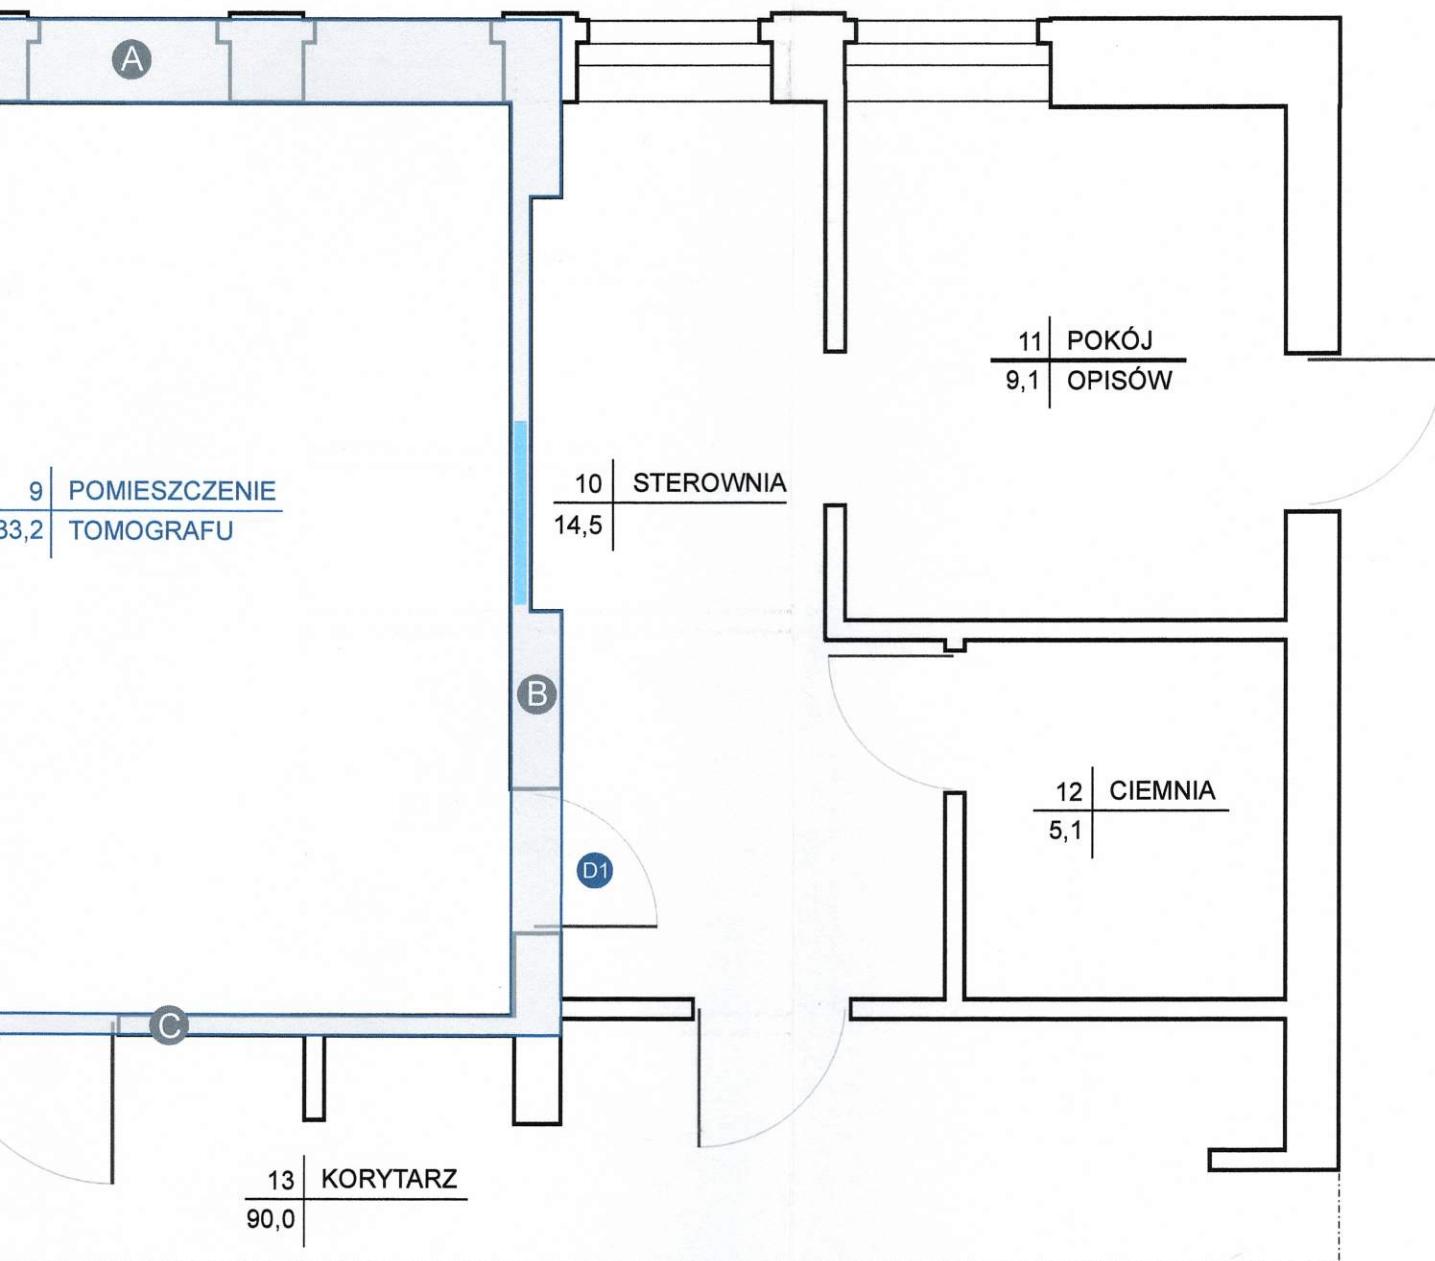 A
11 POKÓJ
9,1 OPISÓW
9 POMIESZCZENIE
33,2 TOMOGRAFU
10 STEROWNIA
14,5
B
12 CIEMNIA
5,1
D1
C
13 KORYTARZ
90,0